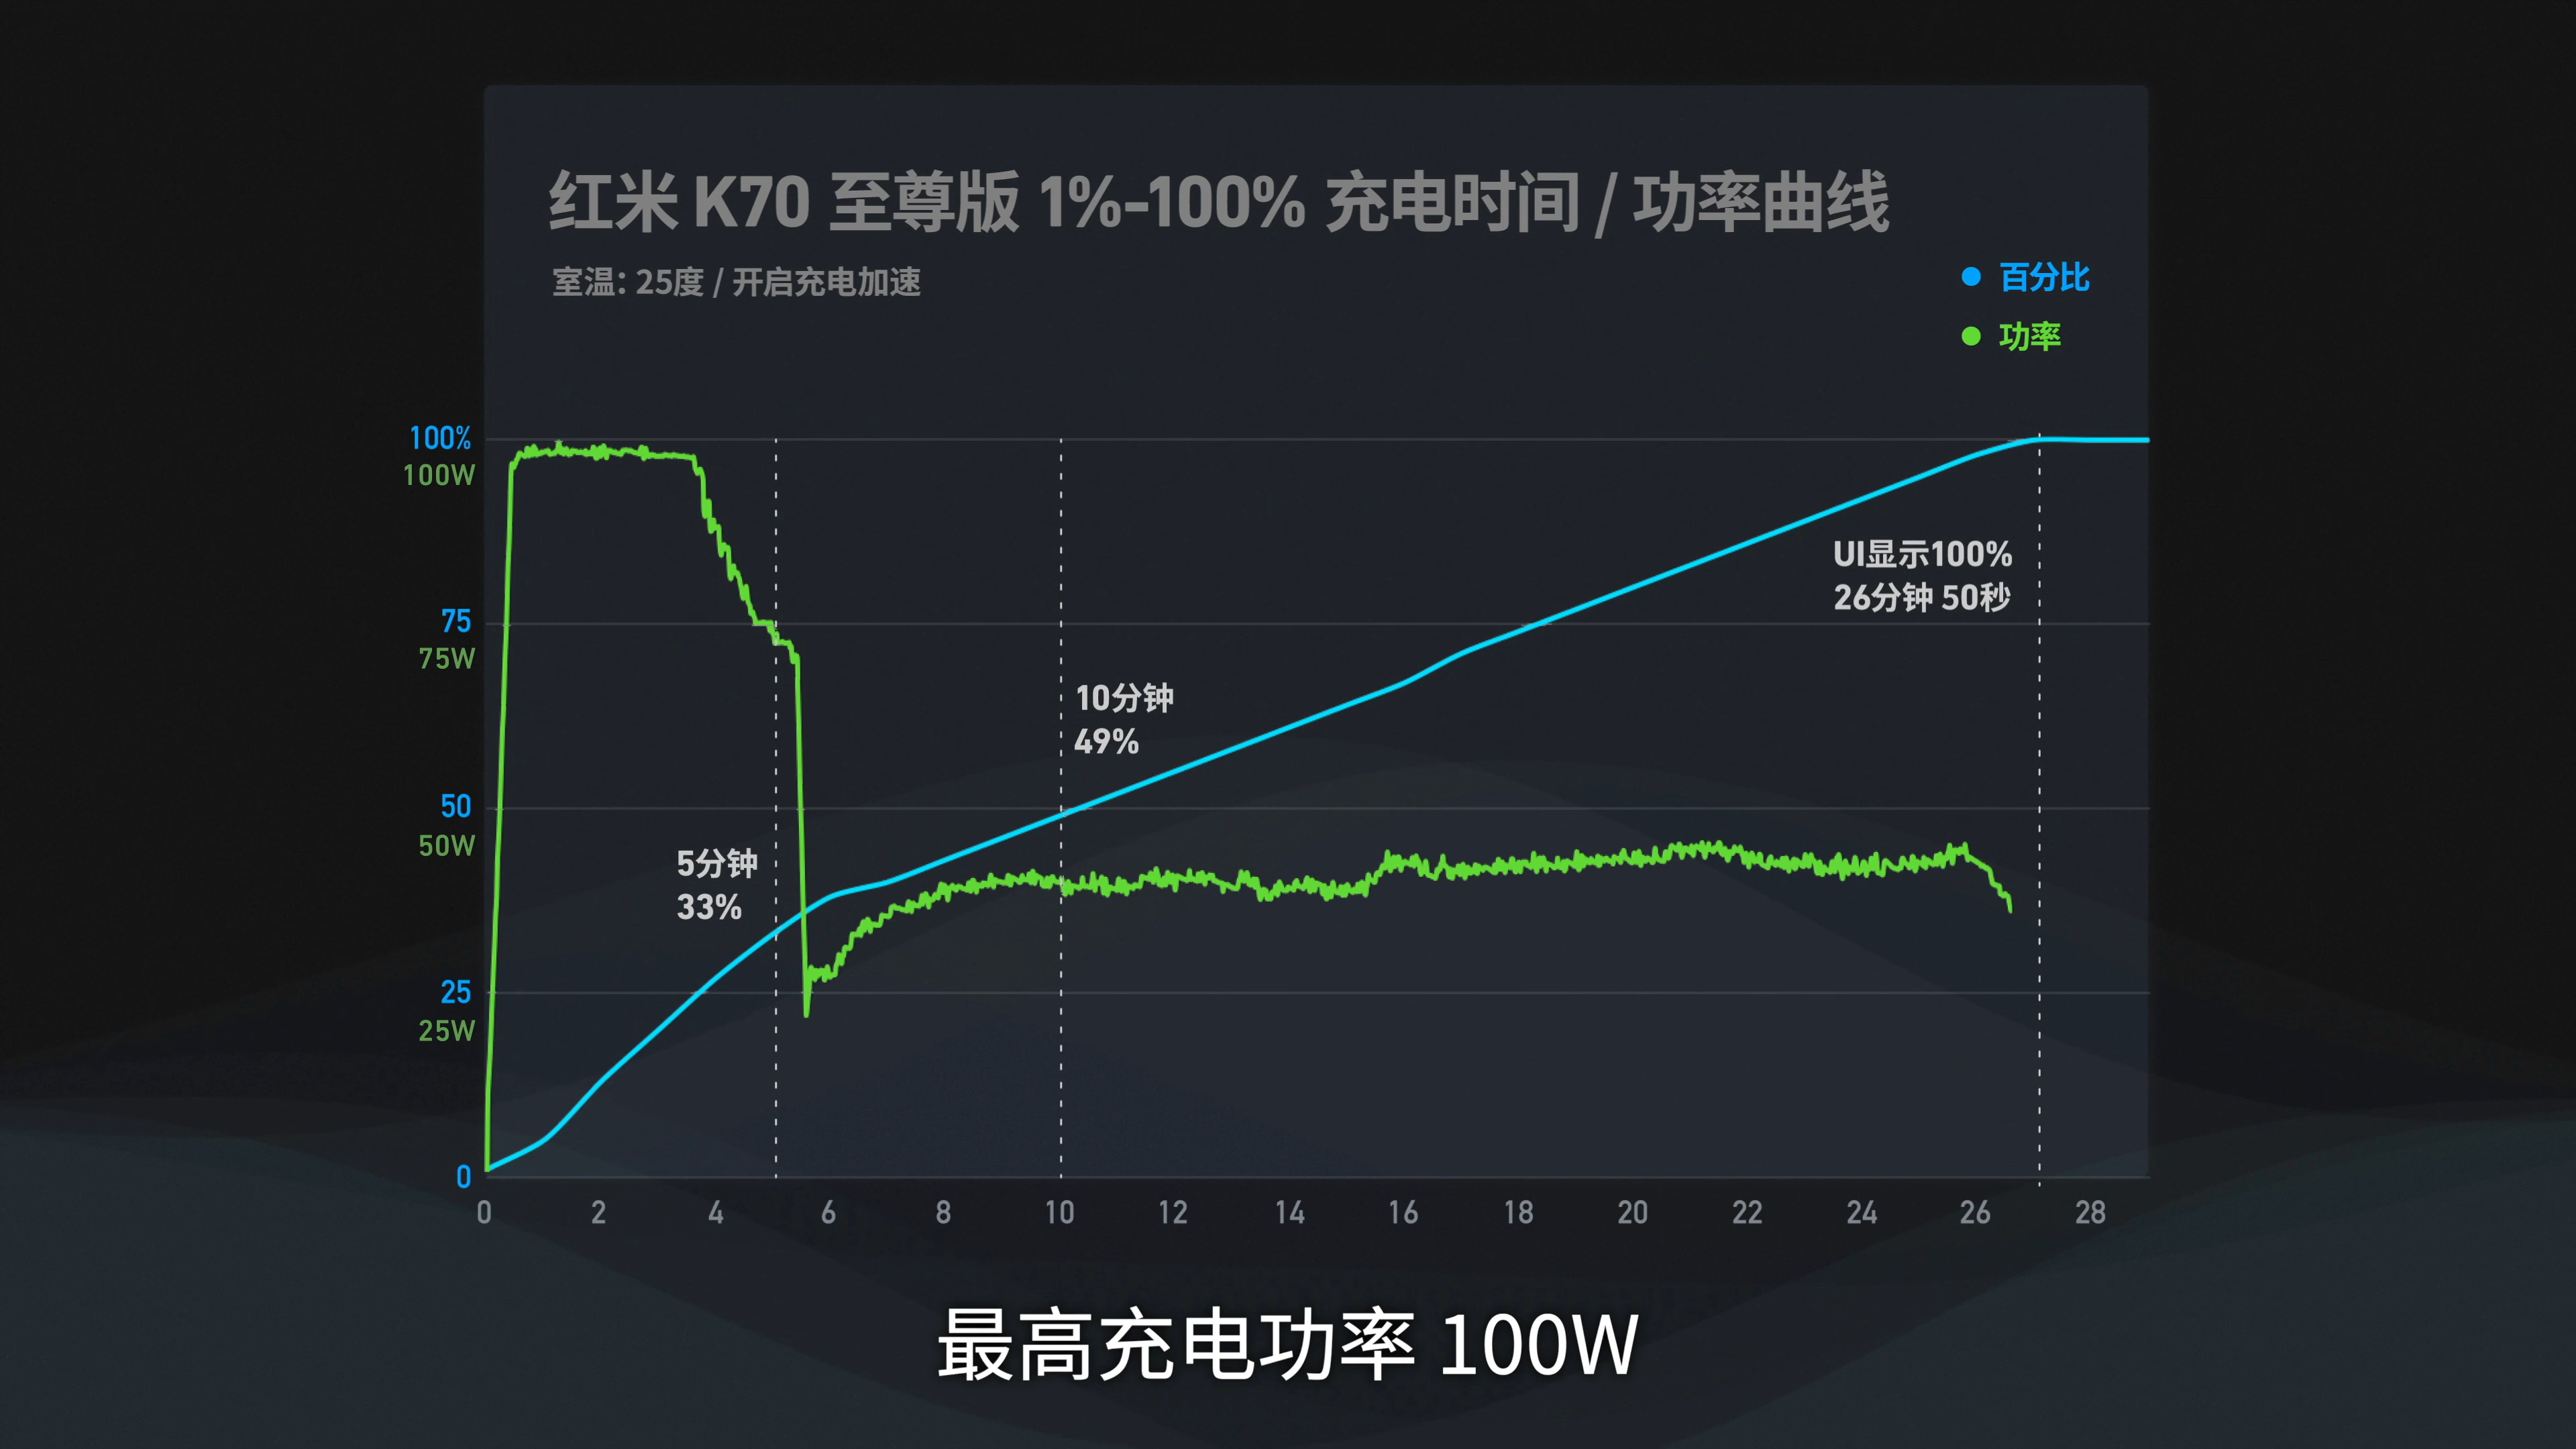 红米 K70 至尊版 1%-100% 充电时间 / 功率曲线
室温: 25度 / 开启充电加速
百分比
功率
100%
100W
75
75W
50
50W
25
25W
0
5分钟
33%
10分钟
49%
UI显示100%
26分钟 50秒
0 2 4 6 8 10 12 14 16 18 20 22 24 26 28
最高充电功率 100W